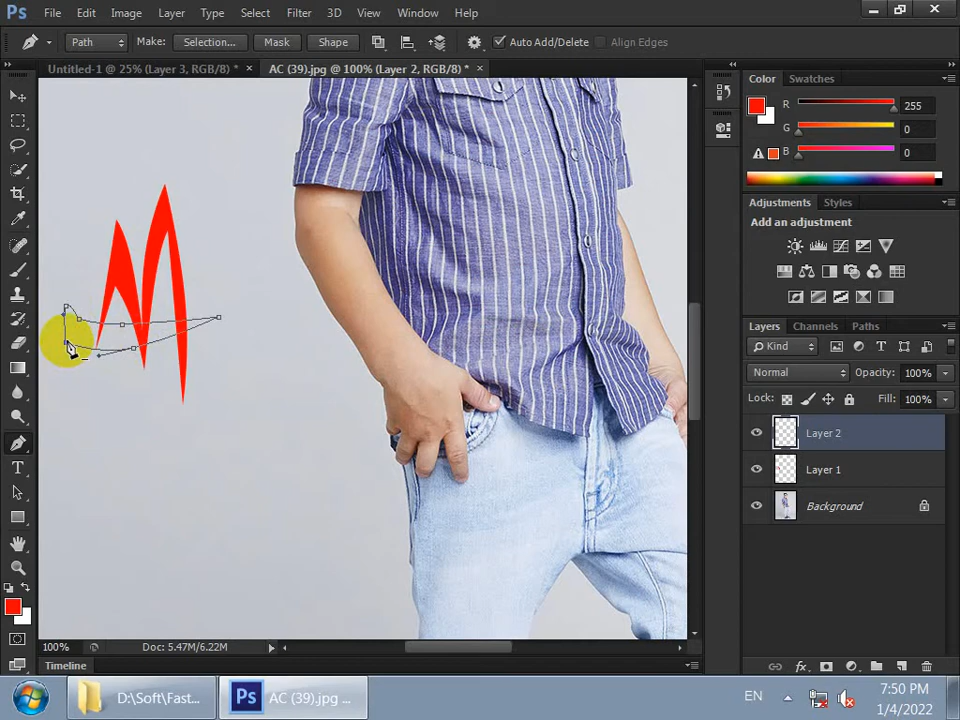 Ps File Edit Image Layer Type Select Filter 3D View Window Help
Path Make: Selection... Mask Shape Auto Add/Delete Align Edges
Untitled-1 @ 25% (Layer 3, RGB/8) * × AC (39).jpg @ 100% (Layer 2, RGB/8) * ×
Color Swatches
R 255
G 0
B 0
Adjustments Styles
Add an adjustment
Layers Channels Paths
Kind
Normal Opacity: 100%
Lock: Fill: 100%
Layer 2
Layer 1
Background
100% Doc: 5.47M/6.22M
Timeline
D:\Soft\Fast... Ps AC (39).jpg ... EN 7:50 PM
1/4/2022